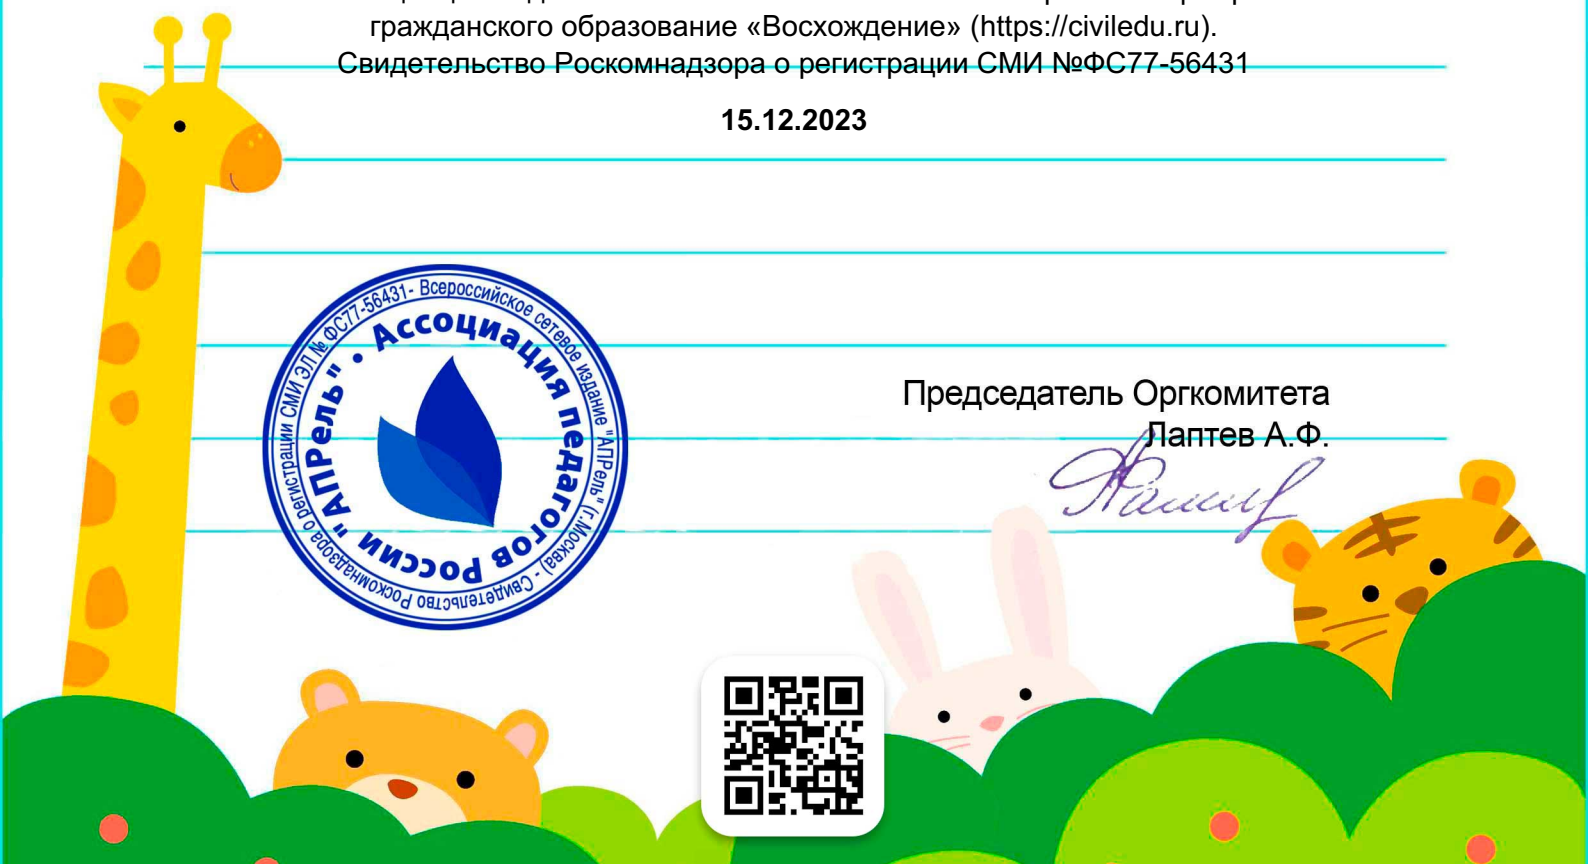 гражданского образование «Восхождение» (https://civiledu.ru).
Свидетельство Роскомнадзора о регистрации СМИ №ФС77-56431
15.12.2023
Всероссийское сетевое издание "АПРель" (г.Москва) - Свидетельство Роскомнадзора о регистрации СМИ ЭЛ № ФС77-56431-
Ассоциация педагогов России "АПРель" •
Председатель Оргкомитета
Лаптев А.Ф.